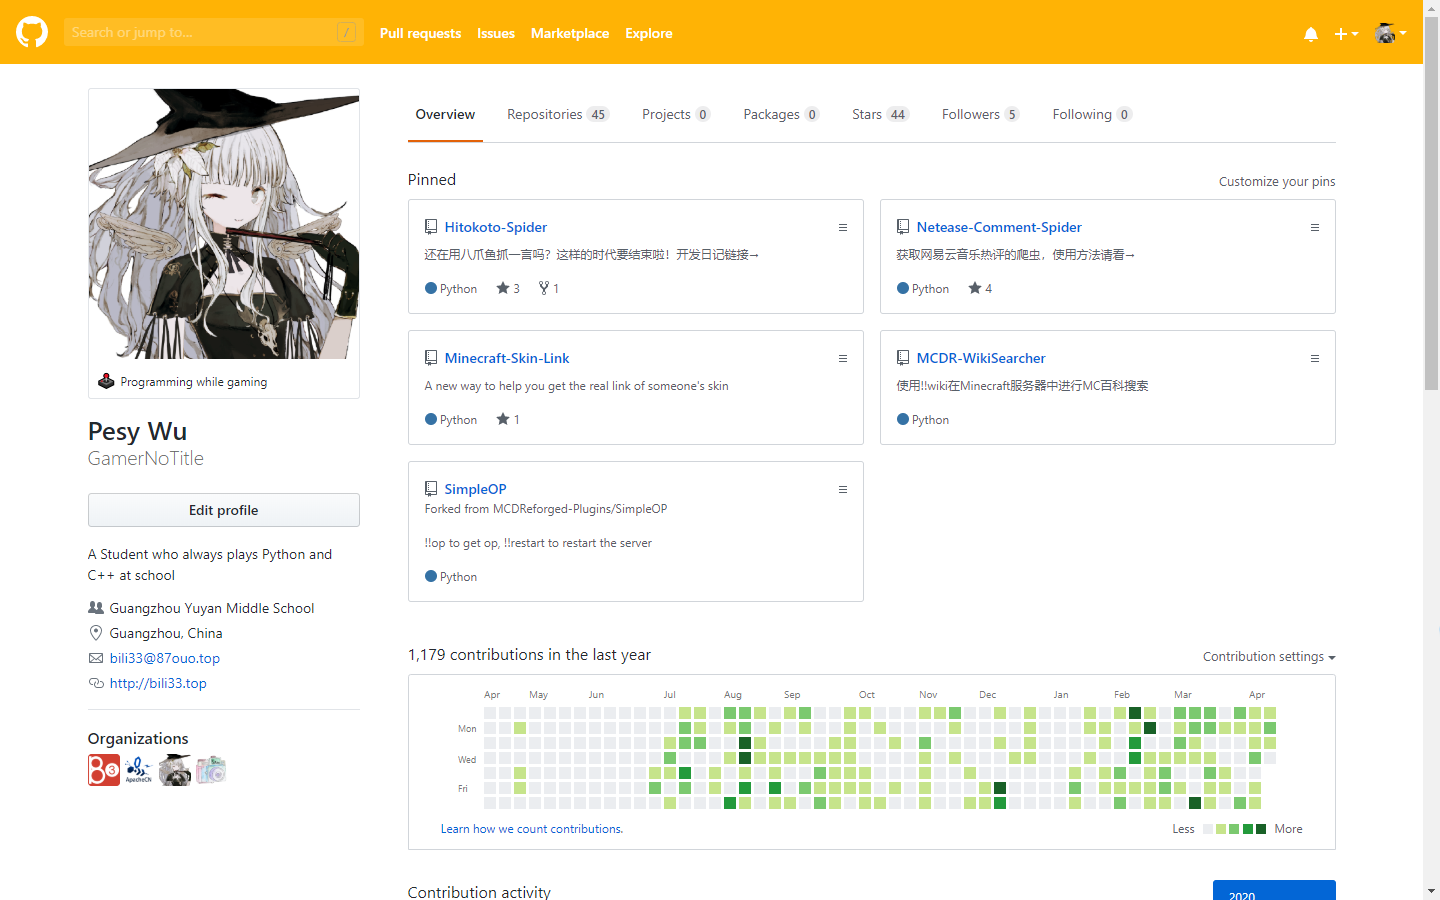 Search or jump to...
/
Pull requests
Issues
Marketplace
Explore
Overview
Repositories 45
Projects 0
Packages 0
Stars 44
Followers 5
Following 0
Programming while gaming
Pesy Wu
GamerNoTitle
Edit profile
A Student who always plays Python and
C++ at school
Guangzhou Yuyan Middle School
Guangzhou, China
bili33@87ouo.top
http://bili33.top
Organizations
ApacheCN
Pinned
Customize your pins
Hitokoto-Spider
还在用八爪鱼抓一言吗？这样的时代要结束啦！开发日记链接→
Python 3 1
Netease-Comment-Spider
获取网易云音乐热评的爬虫，使用方法请看→
Python 4
Minecraft-Skin-Link
A new way to help you get the real link of someone's skin
Python 1
MCDR-WikiSearcher
使用!!wiki在Minecraft服务器中进行MC百科搜索
Python
SimpleOP
Forked from MCDReforged-Plugins/SimpleOP
!!op to get op, !!restart to restart the server
Python
1,179 contributions in the last year
Contribution settings
Apr May Jun Jul Aug Sep Oct Nov Dec Jan Feb Mar Apr
Mon
Wed
Fri
Learn how we count contributions.
Less More
Contribution activity
2020